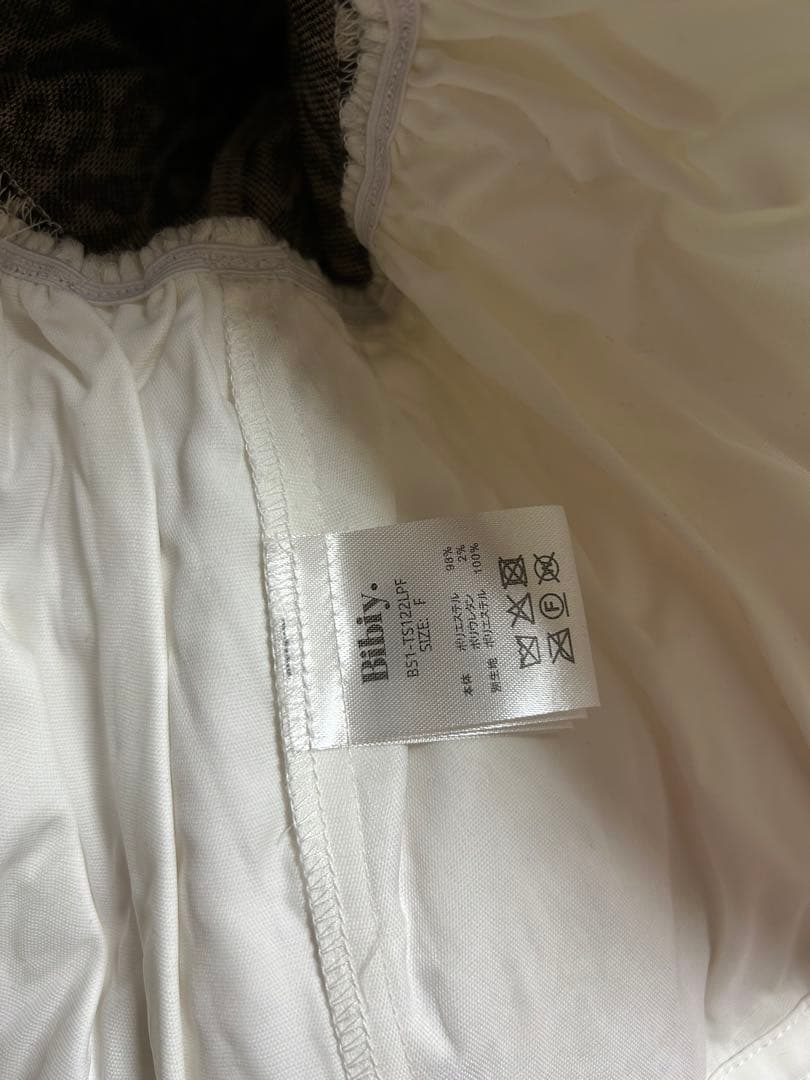 Bibiy.
BS1-TS122LPF
SIZE: F
本体 ポリエステル 98%
ポリウレタン 2%
別生地 ポリエステル 100%
F
W